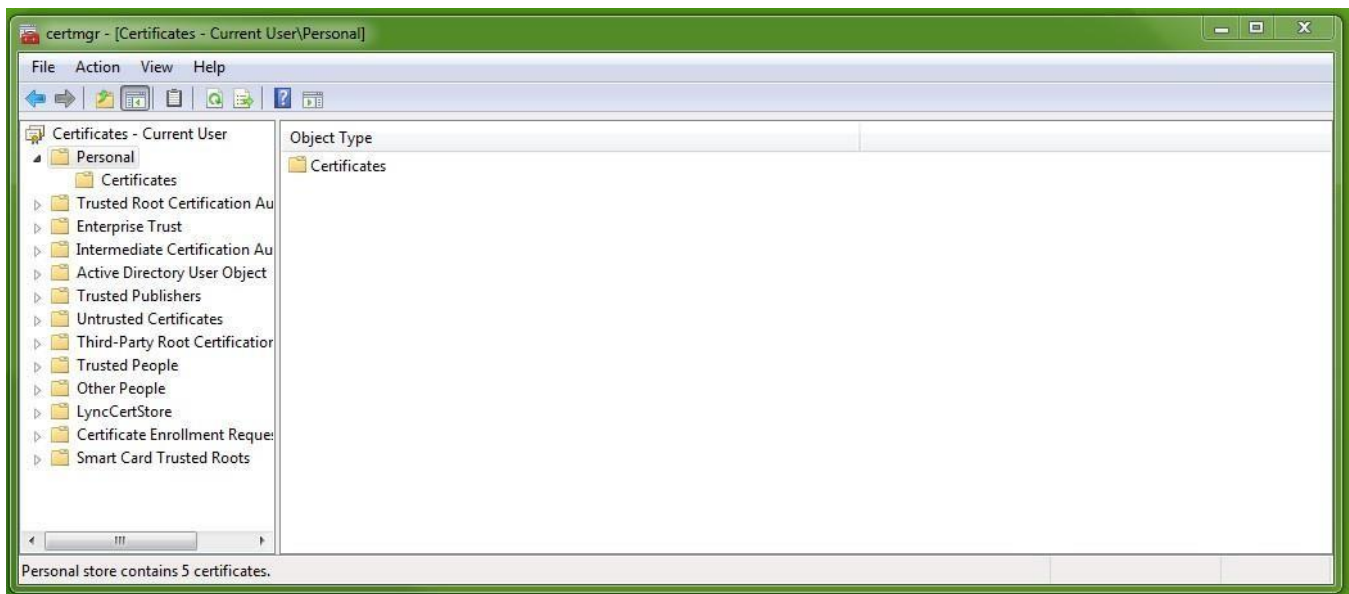 certmgr - [Certificates - Current User\Personal]
File Action View Help
Certificates - Current User
Personal
Certificates
Trusted Root Certification Au
Enterprise Trust
Intermediate Certification Au
Active Directory User Object
Trusted Publishers
Untrusted Certificates
Third-Party Root Certification
Trusted People
Other People
LyncCertStore
Certificate Enrollment Reques
Smart Card Trusted Roots
Object Type
Certificates
Personal store contains 5 certificates.